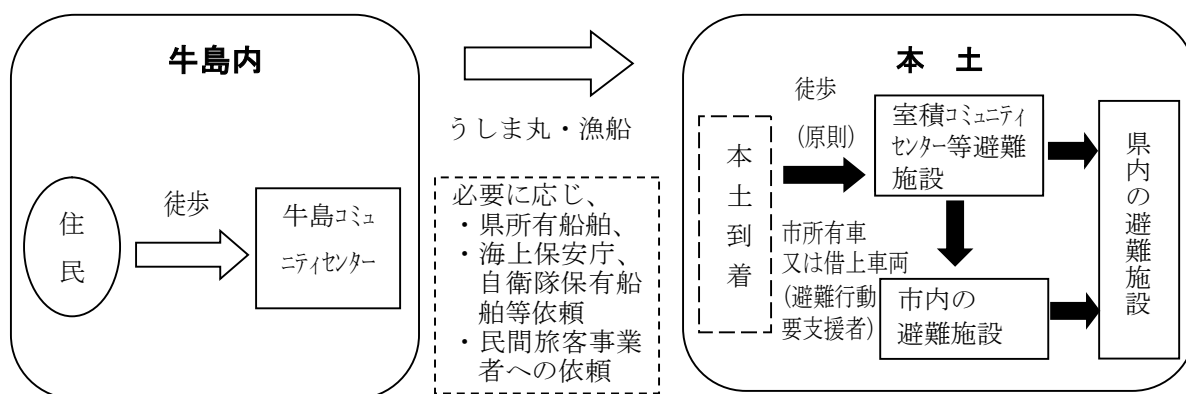 牛島内
住
民
徒歩
牛島コミュ
ニティセンター
うしま丸・漁船
必要に応じ、
・県所有船舶、
・海上保安庁、
自衛隊保有船
舶等依頼
・民間旅客事業
者への依頼
本 土
本
土
到
着
徒歩
(原則)
市所有車
又は借上車両
(避難行動
要支援者)
室積コミュニティ
センター等避難
施設
市内の
避難施設
県内の避難施設